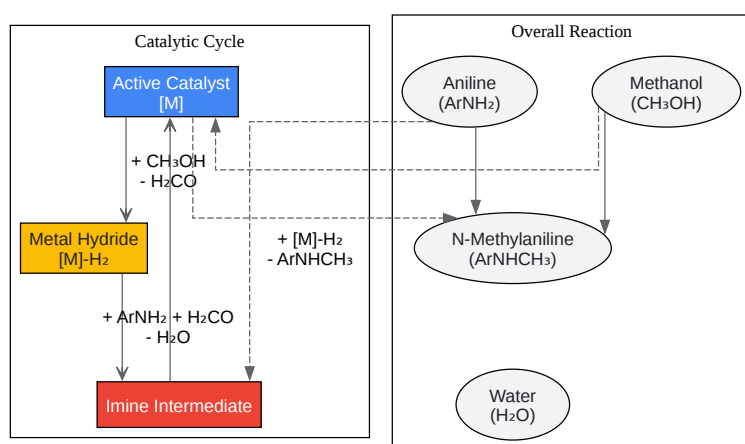 Catalytic Cycle
Active Catalyst
[M]
+ CH₃OH
- H₂CO
Metal Hydride
[M]-H₂
+ [M]-H₂
- ArNHCH₃
+ ArNH₂ + H₂CO
- H₂O
Imine Intermediate
Overall Reaction
Aniline
(ArNH₂)
Methanol
(CH₃OH)
N-Methylaniline
(ArNHCH₃)
Water
(H₂O)